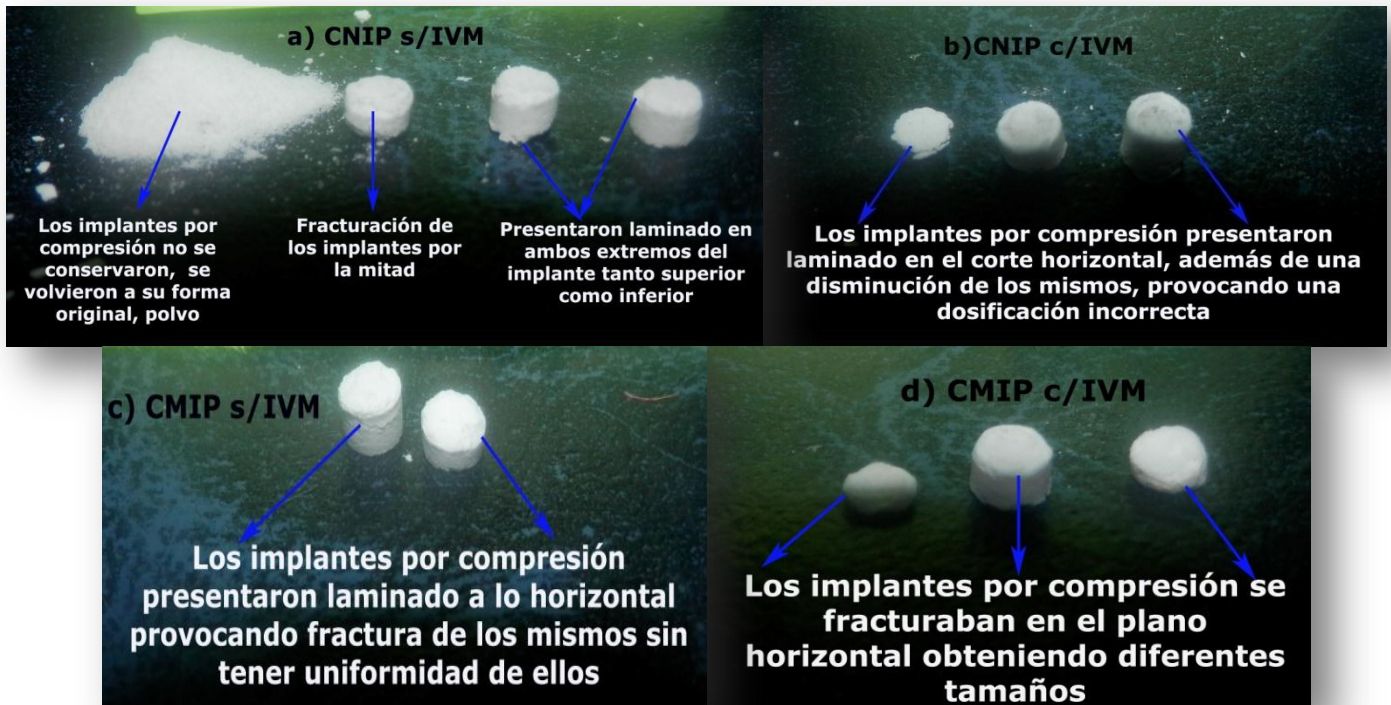 a) CNIP s/IVM
Los implantes por
compresión no se
conservaron, se
volvieron a su forma
original, polvo
Fracturación de
los implantes por
la mitad
Presentaron laminado en
ambos extremos del
implante tanto superior
como inferior
b)CNIP c/IVM
Los implantes por compresión presentaron
laminado en el corte horizontal, además de una
disminución de los mismos, provocando una
dosificación incorrecta
c) CMIP s/IVM
Los implantes por compresión
presentaron laminado a lo horizontal
provocando fractura de los mismos sin
tener uniformidad de ellos
d) CMIP c/IVM
Los implantes por compresión se
fracturaban en el plano
horizontal obteniendo diferentes
tamaños